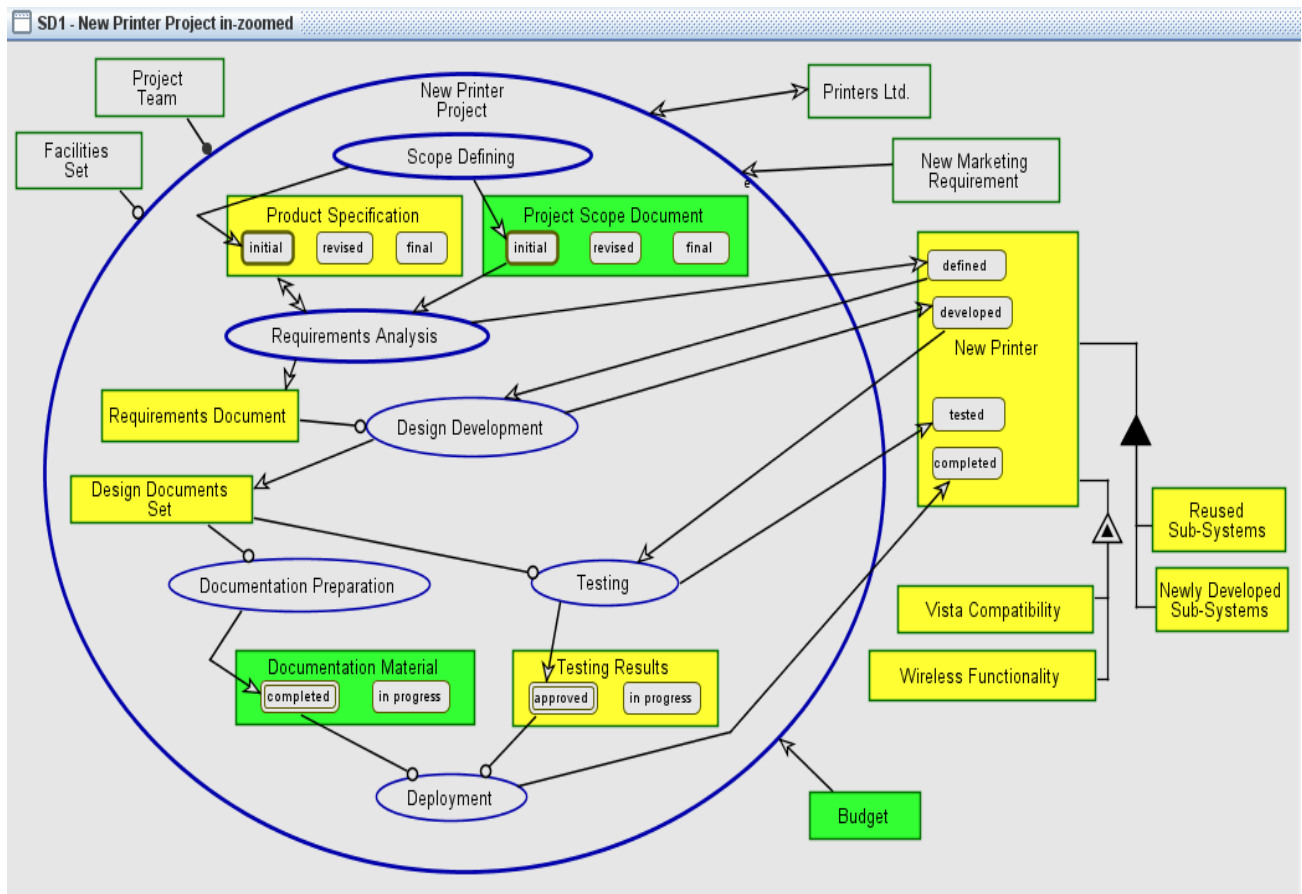 SD1 - New Printer Project in-zoomed
Project
Team
New Printer
Project
Printers Ltd.
Facilities
Set
Scope Defining
New Marketing
Requirement
e
Product Specification
initial
revised
final
Project Scope Document
initial
revised
final
defined
developed
New Printer
tested
completed
Requirements Analysis
Requirements Document
Design Development
Design Documents
Set
Reused
Sub-Systems
Documentation Preparation
Testing
Vista Compatibility
Newly Developed
Sub-Systems
Wireless Functionality
Documentation Material
completed
in progress
Testing Results
approved
in progress
Deployment
Budget